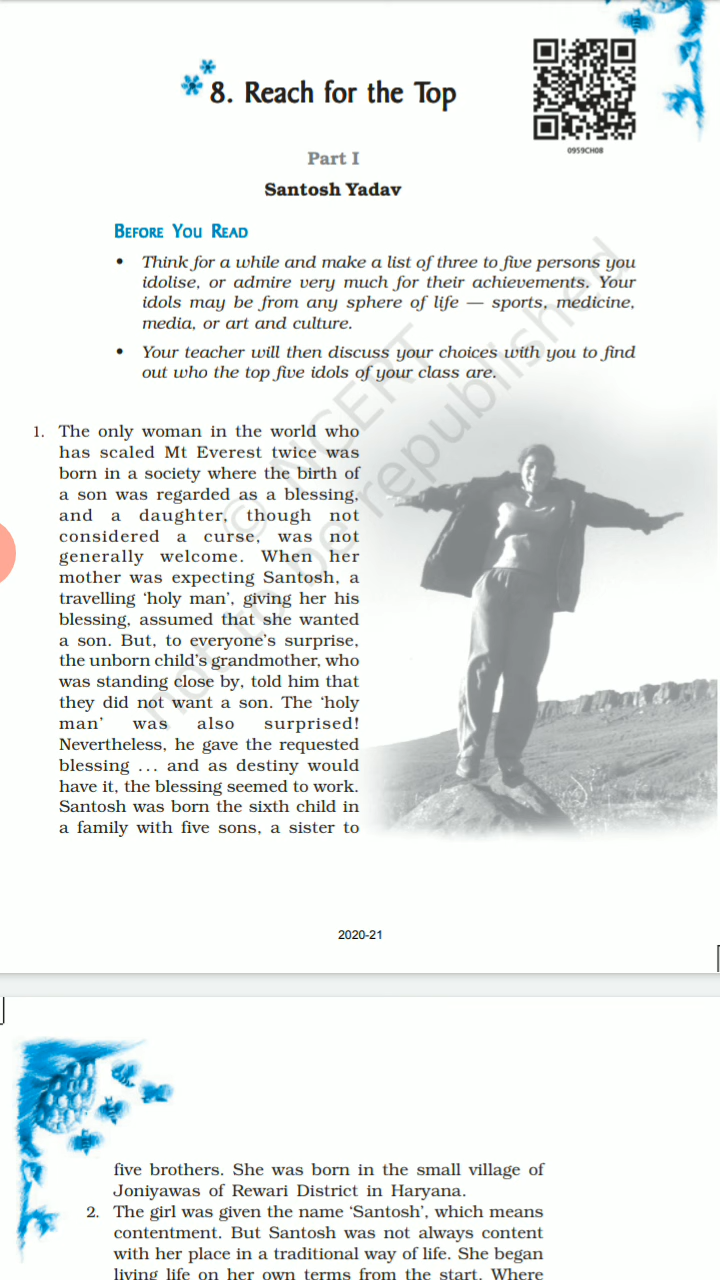 8. Reach for the Top
0959CH08
Part I
Santosh Yadav
BEFORE YOU READ
• Think for a while and make a list of three to five persons you
idolise, or admire very much for their achievements. Your
idols may be from any sphere of life — sports, medicine,
media, or art and culture.
• Your teacher will then discuss your choices with you to find
out who the top five idols of your class are.
© NCERT
not to be republished
1. The only woman in the world who
has scaled Mt Everest twice was
born in a society where the birth of
a son was regarded as a blessing,
and a daughter, though not
considered a curse, was not
generally welcome. When her
mother was expecting Santosh, a
travelling ‘holy man’, giving her his
blessing, assumed that she wanted
a son. But, to everyone’s surprise,
the unborn child’s grandmother, who
was standing close by, told him that
they did not want a son. The ‘holy
man’ was also surprised!
Nevertheless, he gave the requested
blessing ... and as destiny would
have it, the blessing seemed to work.
Santosh was born the sixth child in
a family with five sons, a sister to
2020-21
five brothers. She was born in the small village of
Joniyawas of Rewari District in Haryana.
2. The girl was given the name ‘Santosh’, which means
contentment. But Santosh was not always content
with her place in a traditional way of life. She began
living life on her own terms from the start. Where